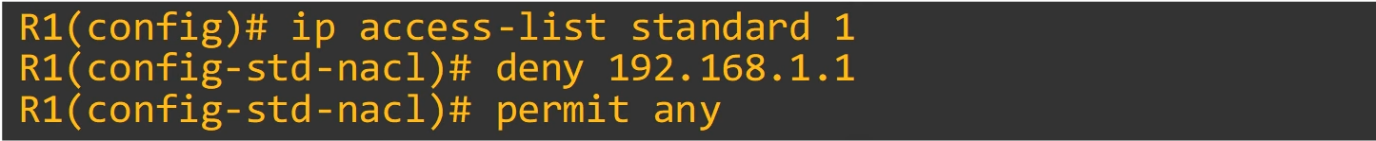 R1(config)# ip access-list standard 1
R1(config-std-nacl)# deny 192.168.1.1
R1(config-std-nacl)# permit any